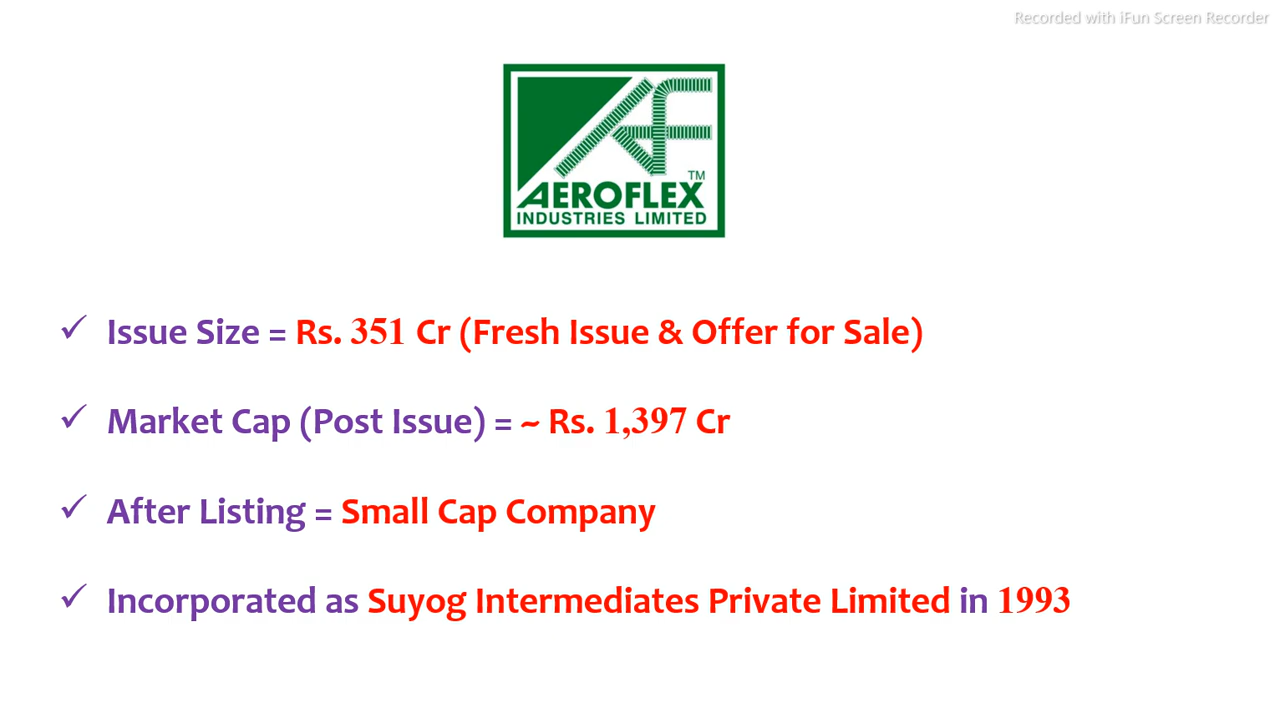 Recorded with iFun Screen Recorder
AF
TM
AEROFLEX
INDUSTRIES LIMITED
✓ Issue Size = Rs. 351 Cr (Fresh Issue & Offer for Sale)
✓ Market Cap (Post Issue) = ~ Rs. 1,397 Cr
✓ After Listing = Small Cap Company
✓ Incorporated as Suyog Intermediates Private Limited in 1993